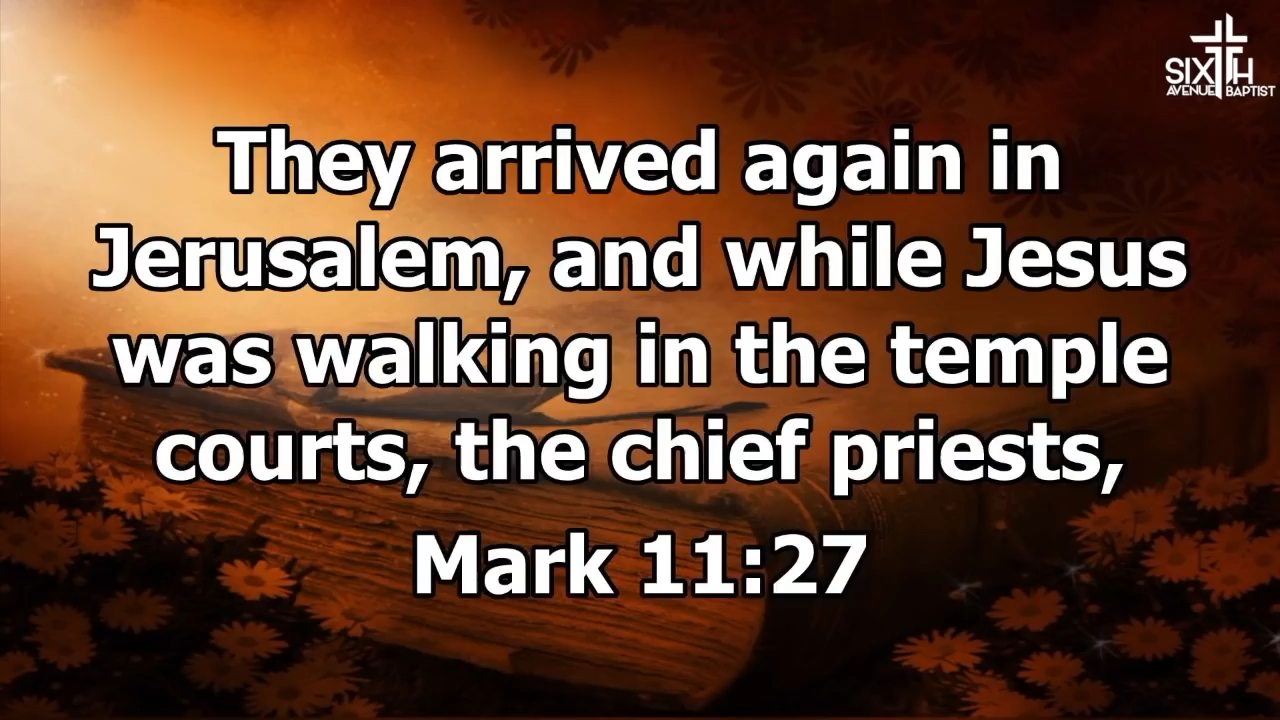 SIXTH
AVENUE BAPTIST
They arrived again in
Jerusalem, and while Jesus
was walking in the temple
courts, the chief priests,
Mark 11:27